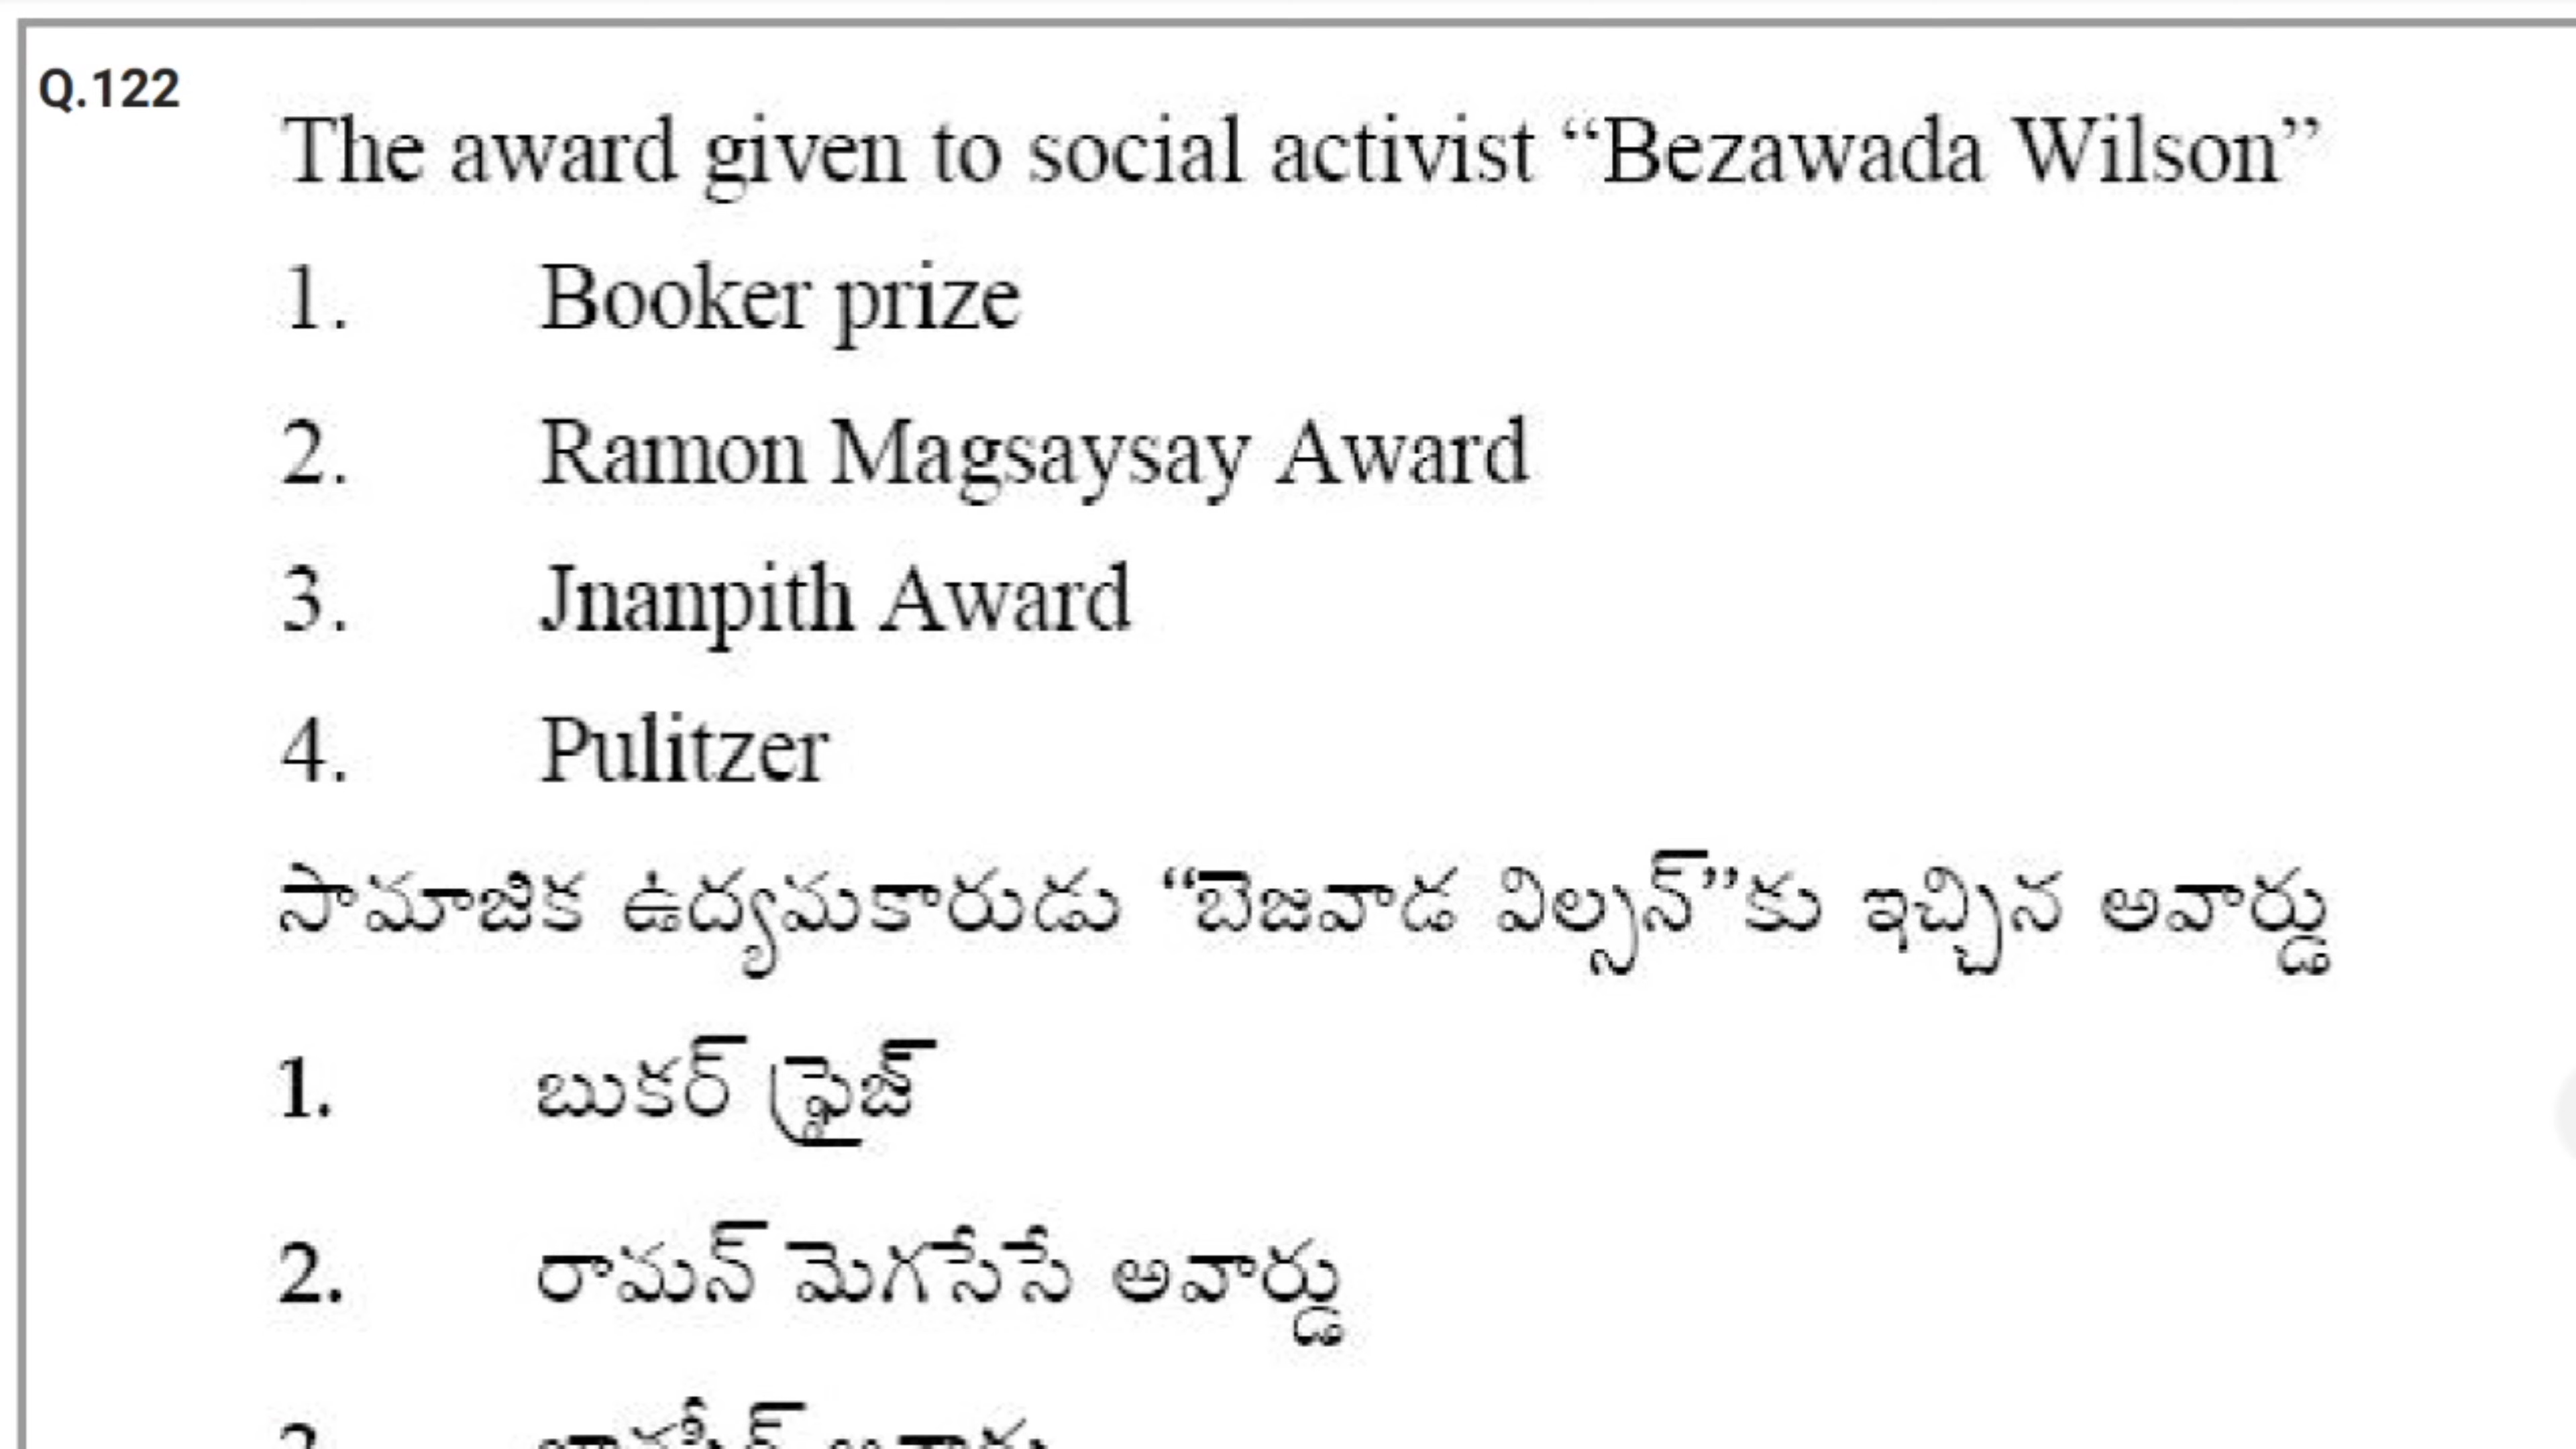 Q.122
The award given to social activist “Bezawada Wilson”
1. Booker prize
2. Ramon Magsaysay Award
3. Jnanpith Award
4. Pulitzer
సామాజిక ఉద్యమకారుడు “బెజవాడ విల్సన్”కు ఇచ్చిన అవార్డు
1. బుకర్ ప్రైజ్
2. రామన్ మెగసేసే అవార్డు